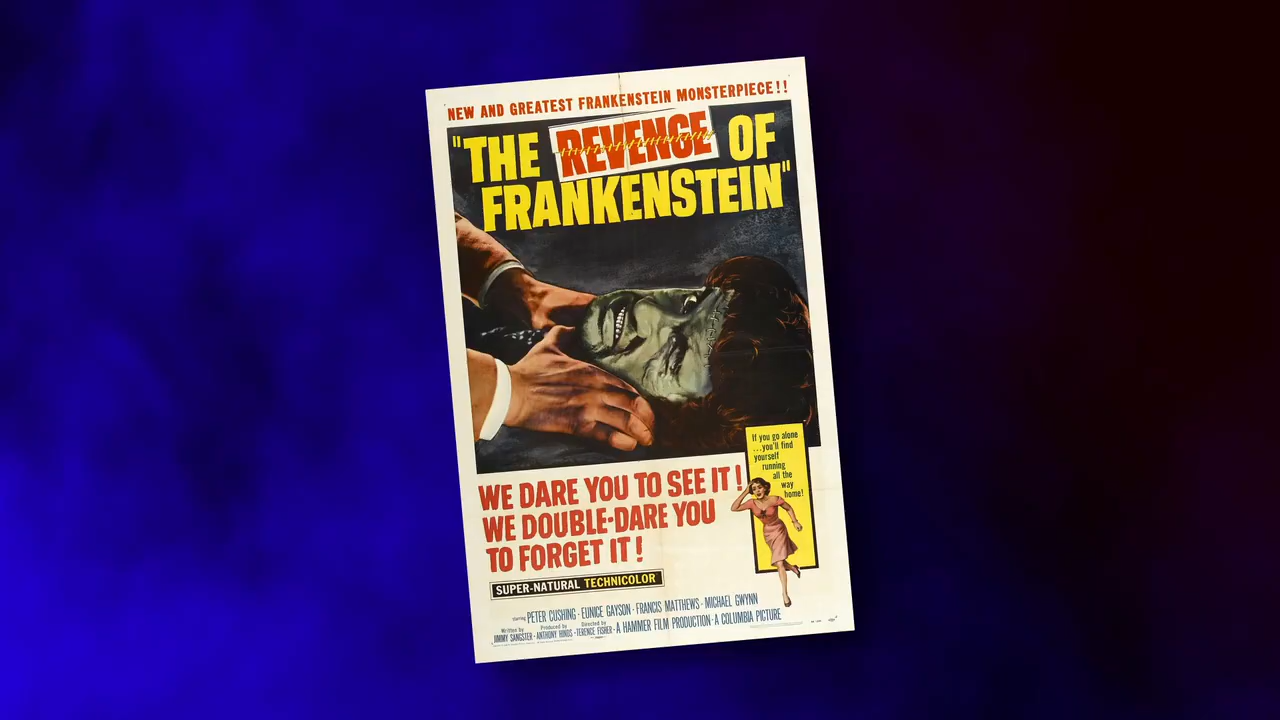 NEW AND GREATEST FRANKENSTEIN MONSTERPIECE!!
"THE REVENGE OF
FRANKENSTEIN"
If you go alone
...you'll find
yourself
running
all the
way
home!
WE DARE YOU TO SEE IT!
WE DOUBLE-DARE YOU
TO FORGET IT!
SUPER-NATURAL TECHNICOLOR
starring PETER CUSHING · EUNICE GAYSON · FRANCIS MATTHEWS · MICHAEL GWYNN
Written by JIMMY SANGSTER · Produced by ANTHONY HINDS · Directed by TERENCE FISHER · A HAMMER FILM PRODUCTION · A COLUMBIA PICTURE